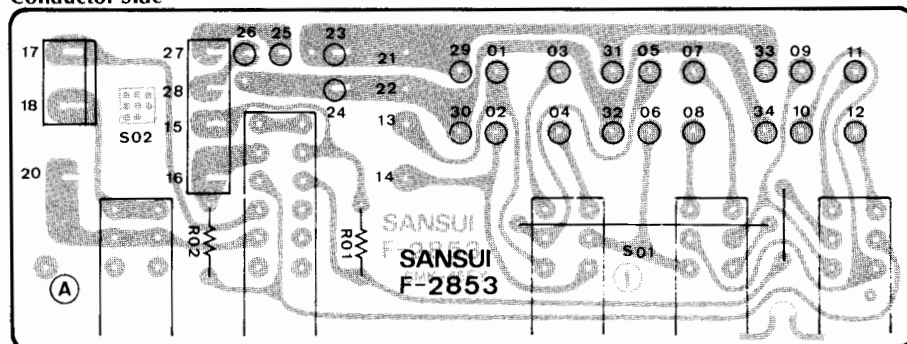 Conductor Side
17 27 26 25 23 21 29 01 03 31 05 07 33 09 11
18 28 22
S02 15 24 13 30 02 04 32 06 08 34 10 12
20 16 14
R02 R01 SANSUI S01
F-2853
SANSUI
F-2853
A